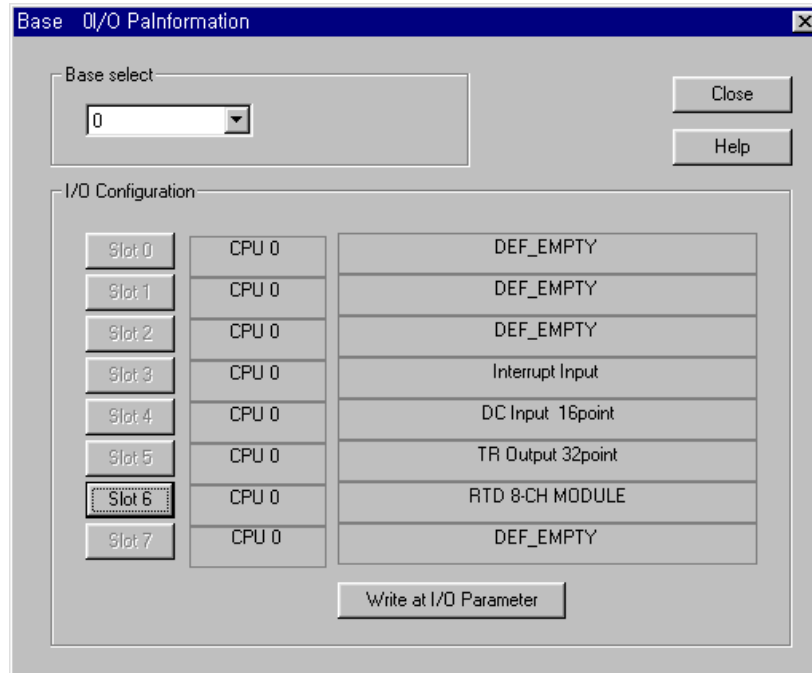 Base 0I/O PaInformation
Base select
0
Close
Help
I/O Configuration
Slot 0 CPU 0 DEF_EMPTY
Slot 1 CPU 0 DEF_EMPTY
Slot 2 CPU 0 DEF_EMPTY
Slot 3 CPU 0 Interrupt Input
Slot 4 CPU 0 DC Input 16point
Slot 5 CPU 0 TR Output 32point
Slot 6 CPU 0 RTD 8-CH MODULE
Slot 7 CPU 0 DEF_EMPTY
Write at I/O Parameter